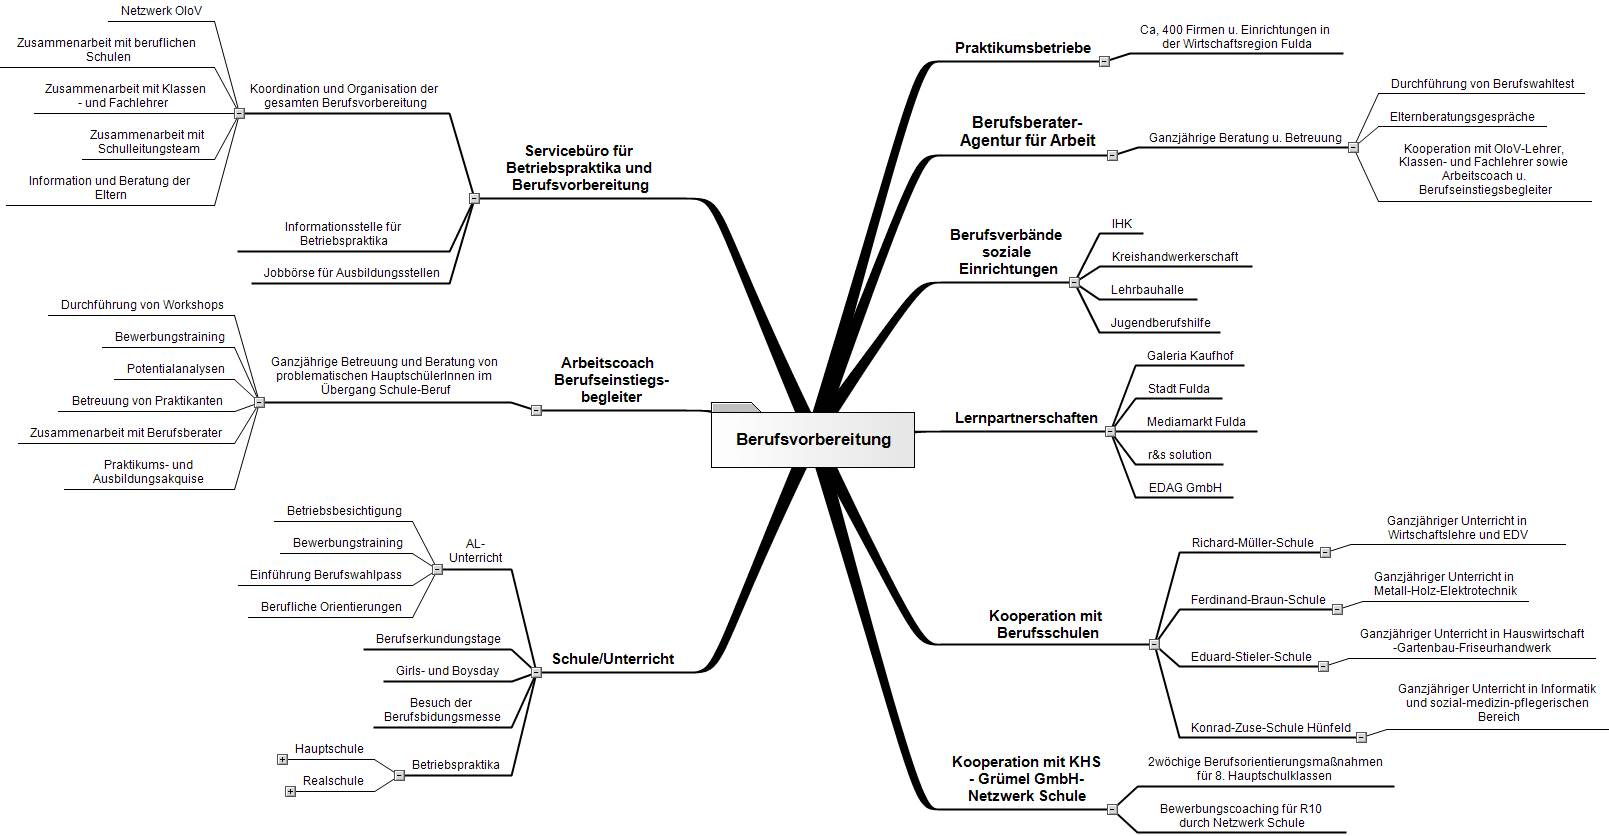 Berufsvorbereitung
Praktikumsbetriebe
Ca, 400 Firmen u. Einrichtungen in
der Wirtschaftsregion Fulda
Berufsberater-
Agentur für Arbeit
Ganzjährige Beratung u. Betreuung
Durchführung von Berufswahltest
Elternberatungsgespräche
Kooperation mit OloV-Lehrer,
Klassen- und Fachlehrer sowie
Arbeitscoach u.
Berufseinstiegsbegleiter
Berufsverbände
soziale
Einrichtungen
IHK
Kreishandwerkerschaft
Lehrbauhalle
Jugendberufshilfe
Lernpartnerschaften
Galeria Kaufhof
Stadt Fulda
Mediamarkt Fulda
r&s solution
EDAG GmbH
Kooperation mit
Berufsschulen
Richard-Müller-Schule
Ganzjähriger Unterricht in
Wirtschaftslehre und EDV
Ferdinand-Braun-Schule
Ganzjähriger Unterricht in
Metall-Holz-Elektrotechnik
Eduard-Stieler-Schule
Ganzjähriger Unterricht in Hauswirtschaft
-Gartenbau-Friseurhandwerk
Konrad-Zuse-Schule Hünfeld
Ganzjähriger Unterricht in Informatik
und sozial-medizin-pflegerischen
Bereich
Kooperation mit KHS
- Grümel GmbH-
Netzwerk Schule
2wöchige Berufsorientierungsmaßnahmen
für 8. Hauptschulklassen
Bewerbungscoaching für R10
durch Netzwerk Schule
Servicebüro für
Betriebspraktika und
Berufsvorbereitung
Koordination und Organisation der
gesamten Berufsvorbereitung
Netzwerk OloV
Zusammenarbeit mit beruflichen
Schulen
Zusammenarbeit mit Klassen
- und Fachlehrer
Zusammenarbeit mit
Schulleitungsteam
Information und Beratung der
Eltern
Informationsstelle für
Betriebspraktika
Jobbörse für Ausbildungsstellen
Arbeitscoach
Berufseinstiegs-
begleiter
Ganzjährige Betreuung und Beratung von
problematischen HauptschülerInnen im
Übergang Schule-Beruf
Durchführung von Workshops
Bewerbungstraining
Potentialanalysen
Betreuung von Praktikanten
Zusammenarbeit mit Berufsberater
Praktikums- und
Ausbildungsakquise
Schule/Unterricht
AL-
Unterricht
Betriebsbesichtigung
Bewerbungstraining
Einführung Berufswahlpass
Berufliche Orientierungen
Berufserkundungstage
Girls- und Boysday
Besuch der
Berufsbidungsmesse
Betriebspraktika
Hauptschule
Realschule